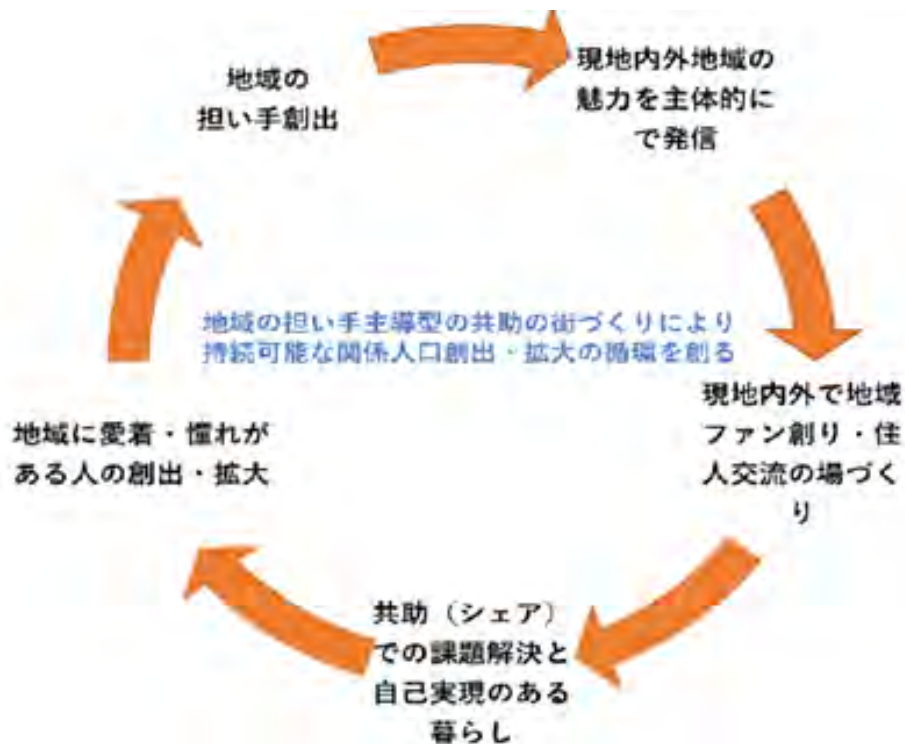 地域の
担い手創出
現地内外地域の
魅力を主体的に
で発信
地域の担い手主導型の共助の街づくりにより
持続可能な関係人口創出・拡大の循環を創る
現地内外で地域
ファン創り・住
人交流の場づく
り
地域に愛着・憧れが
ある人の創出・拡大
共助（シェア）
での課題解決と
自己実現のある
暮らし